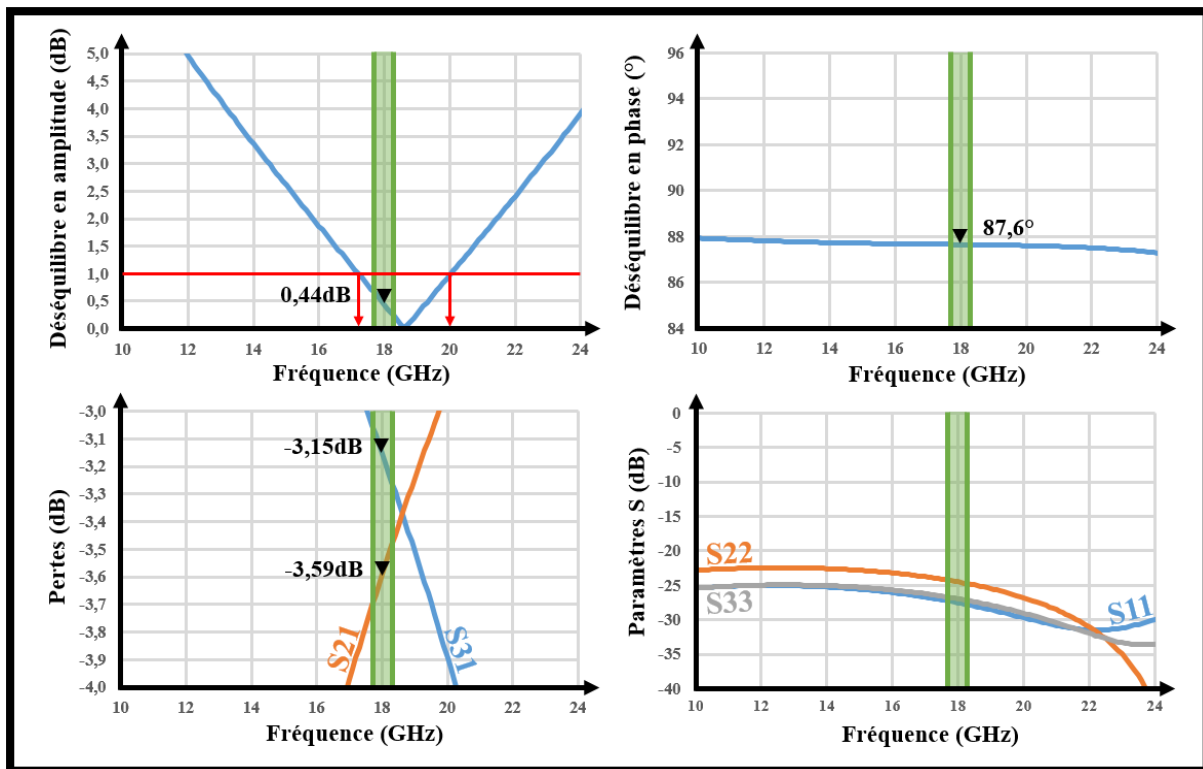 Déséquilibre en amplitude (dB)
5,0
4,5
4,0
3,5
3,0
2,5
2,0
1,5
1,0
0,5
0,0
0,44dB
10 12 14 16 18 20 22 24
Fréquence (GHz)
Déséquilibre en phase (°)
96
94
92
90
88
86
84
87,6°
10 12 14 16 18 20 22 24
Fréquence (GHz)
Pertes (dB)
-3,0
-3,1
-3,2
-3,3
-3,4
-3,5
-3,6
-3,7
-3,8
-3,9
-4,0
-3,15dB
-3,59dB
S21
S31
10 12 14 16 18 20 22 24
Fréquence (GHz)
Paramètres S (dB)
0
-5
-10
-15
-20
-25
-30
-35
-40
S22
S33
S11
10 12 14 16 18 20 22 24
Fréquence (GHz)